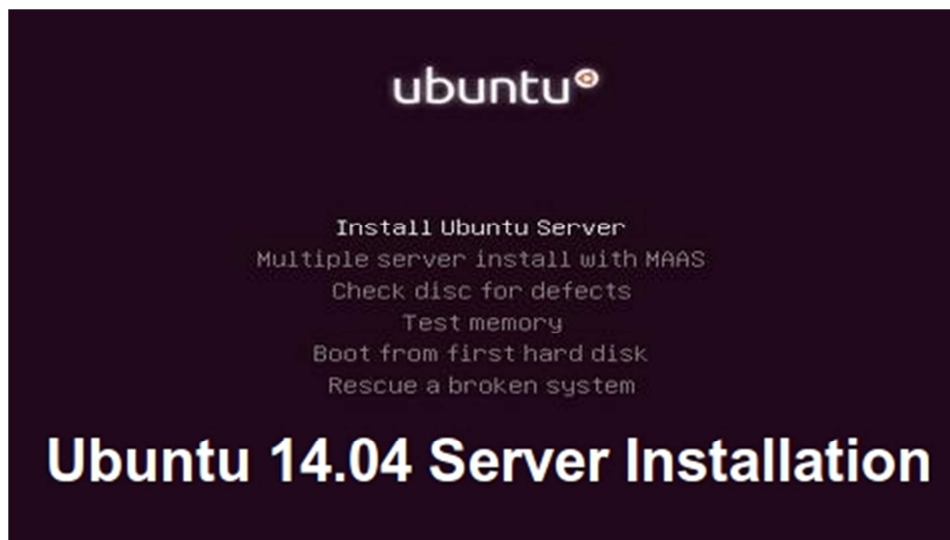 ubuntu
Install Ubuntu Server
Multiple server install with MAAS
Check disc for defects
Test memory
Boot from first hard disk
Rescue a broken system
Ubuntu 14.04 Server Installation